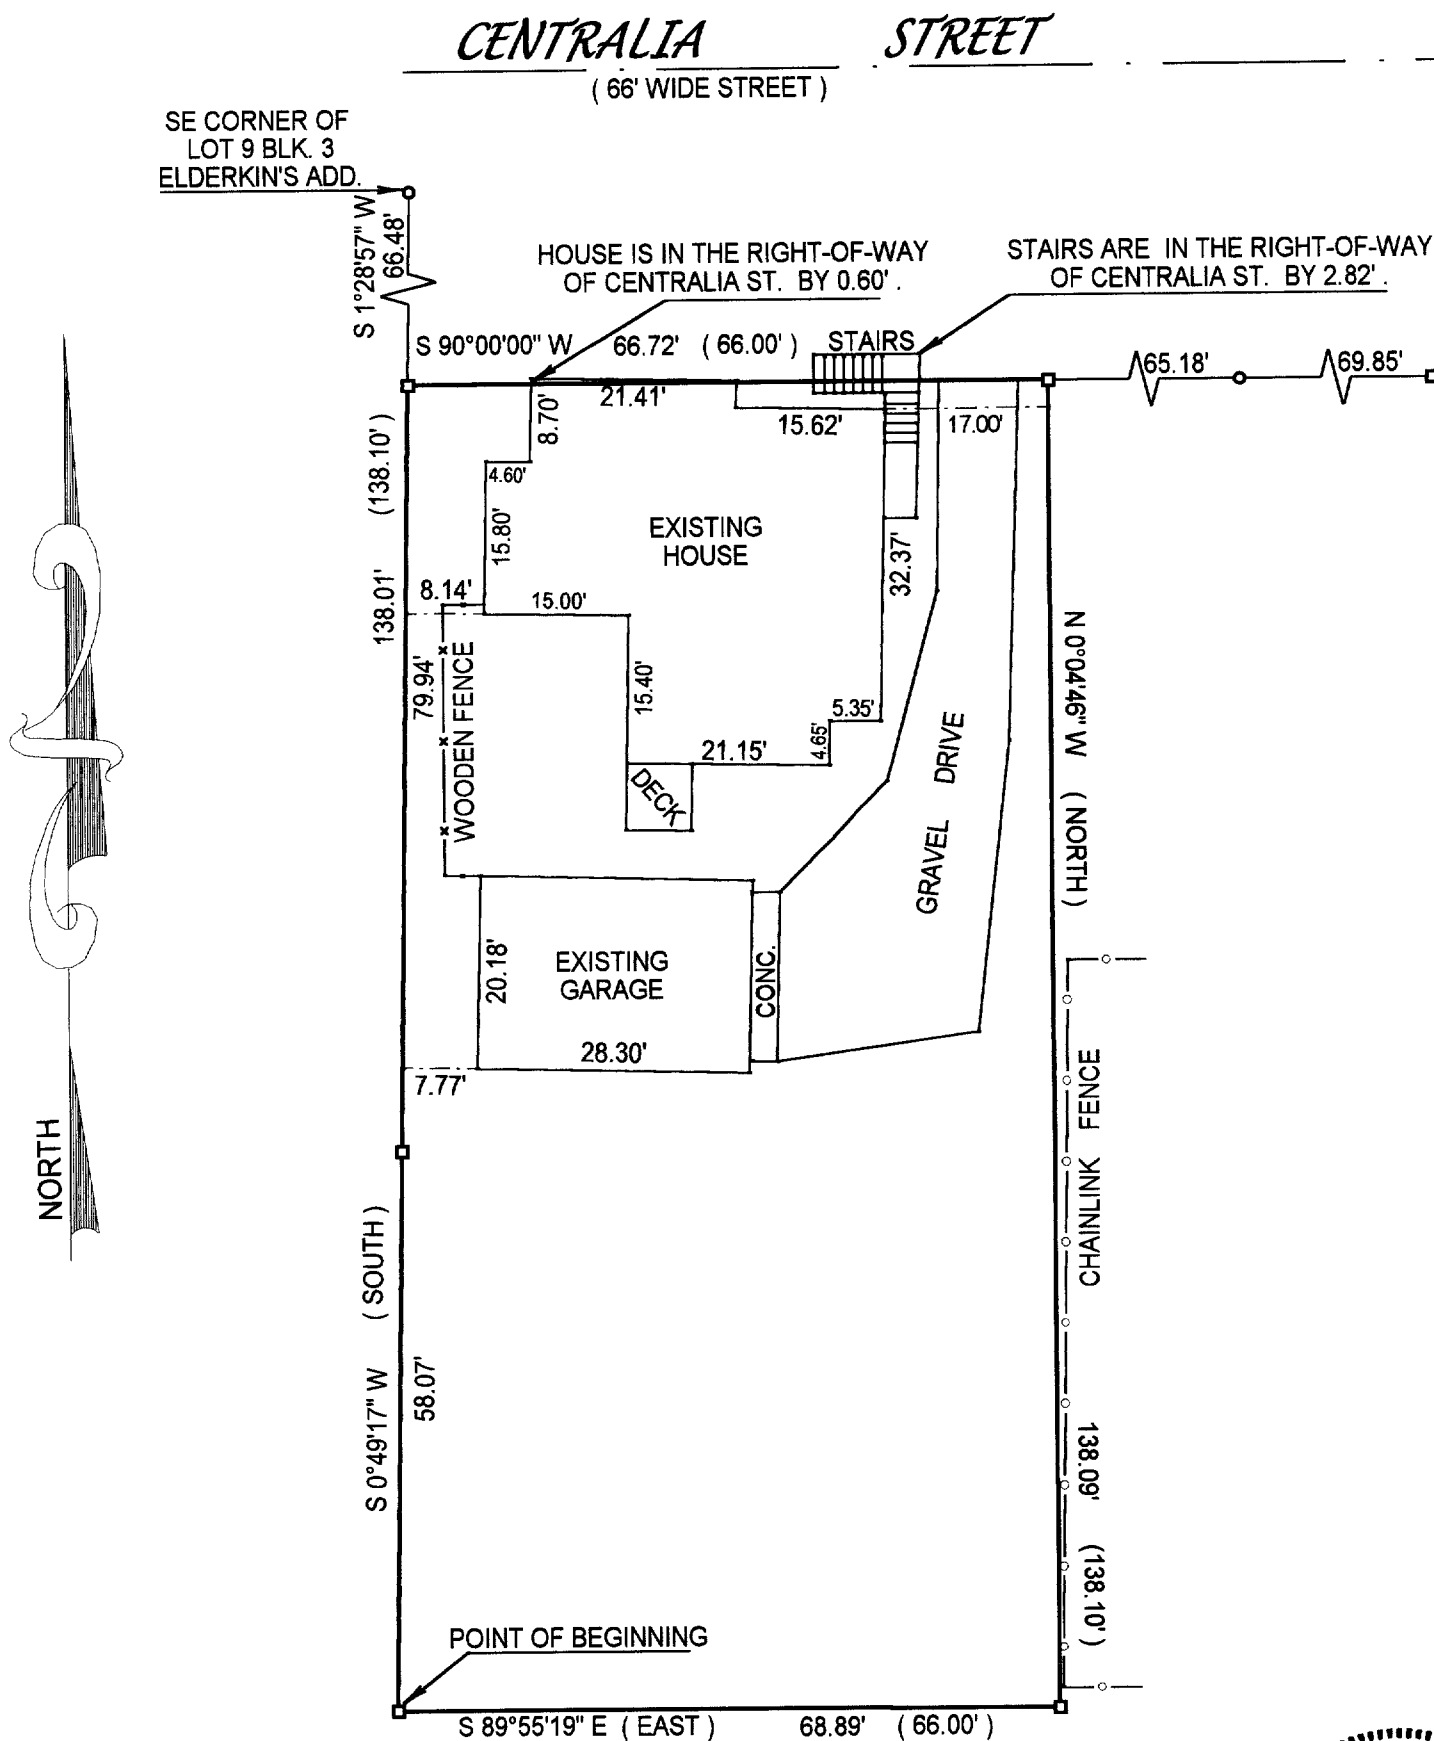 CENTRALIA STREET
( 66' WIDE STREET )
SE CORNER OF
LOT 9 BLK. 3
ELDERKIN'S ADD.
S 1°28'57" W
66.48'
HOUSE IS IN THE RIGHT-OF-WAY
OF CENTRALIA ST. BY 0.60' .
STAIRS ARE IN THE RIGHT-OF-WAY
OF CENTRALIA ST. BY 2.82' .
S 90°00'00" W 66.72' ( 66.00' )
STAIRS
65.18'
69.85'
21.41'
8.70'
15.62'
17.00'
4.60'
(138.10')
138.01'
15.80'
EXISTING
HOUSE
32.37'
8.14'
15.00'
79.94'
WOODEN FENCE
15.40'
5.35'
4.65'
21.15'
DECK
GRAVEL DRIVE
N 0°04'46" W ( NORTH )
EXISTING
GARAGE
20.18'
28.30'
CONC.
7.77'
NORTH
CHAINLINK FENCE
( SOUTH )
S 0°49'17" W
58.07'
138.09' (138.10' )
POINT OF BEGINNING
S 89°55'19" E ( EAST ) 68.89' ( 66.00' )